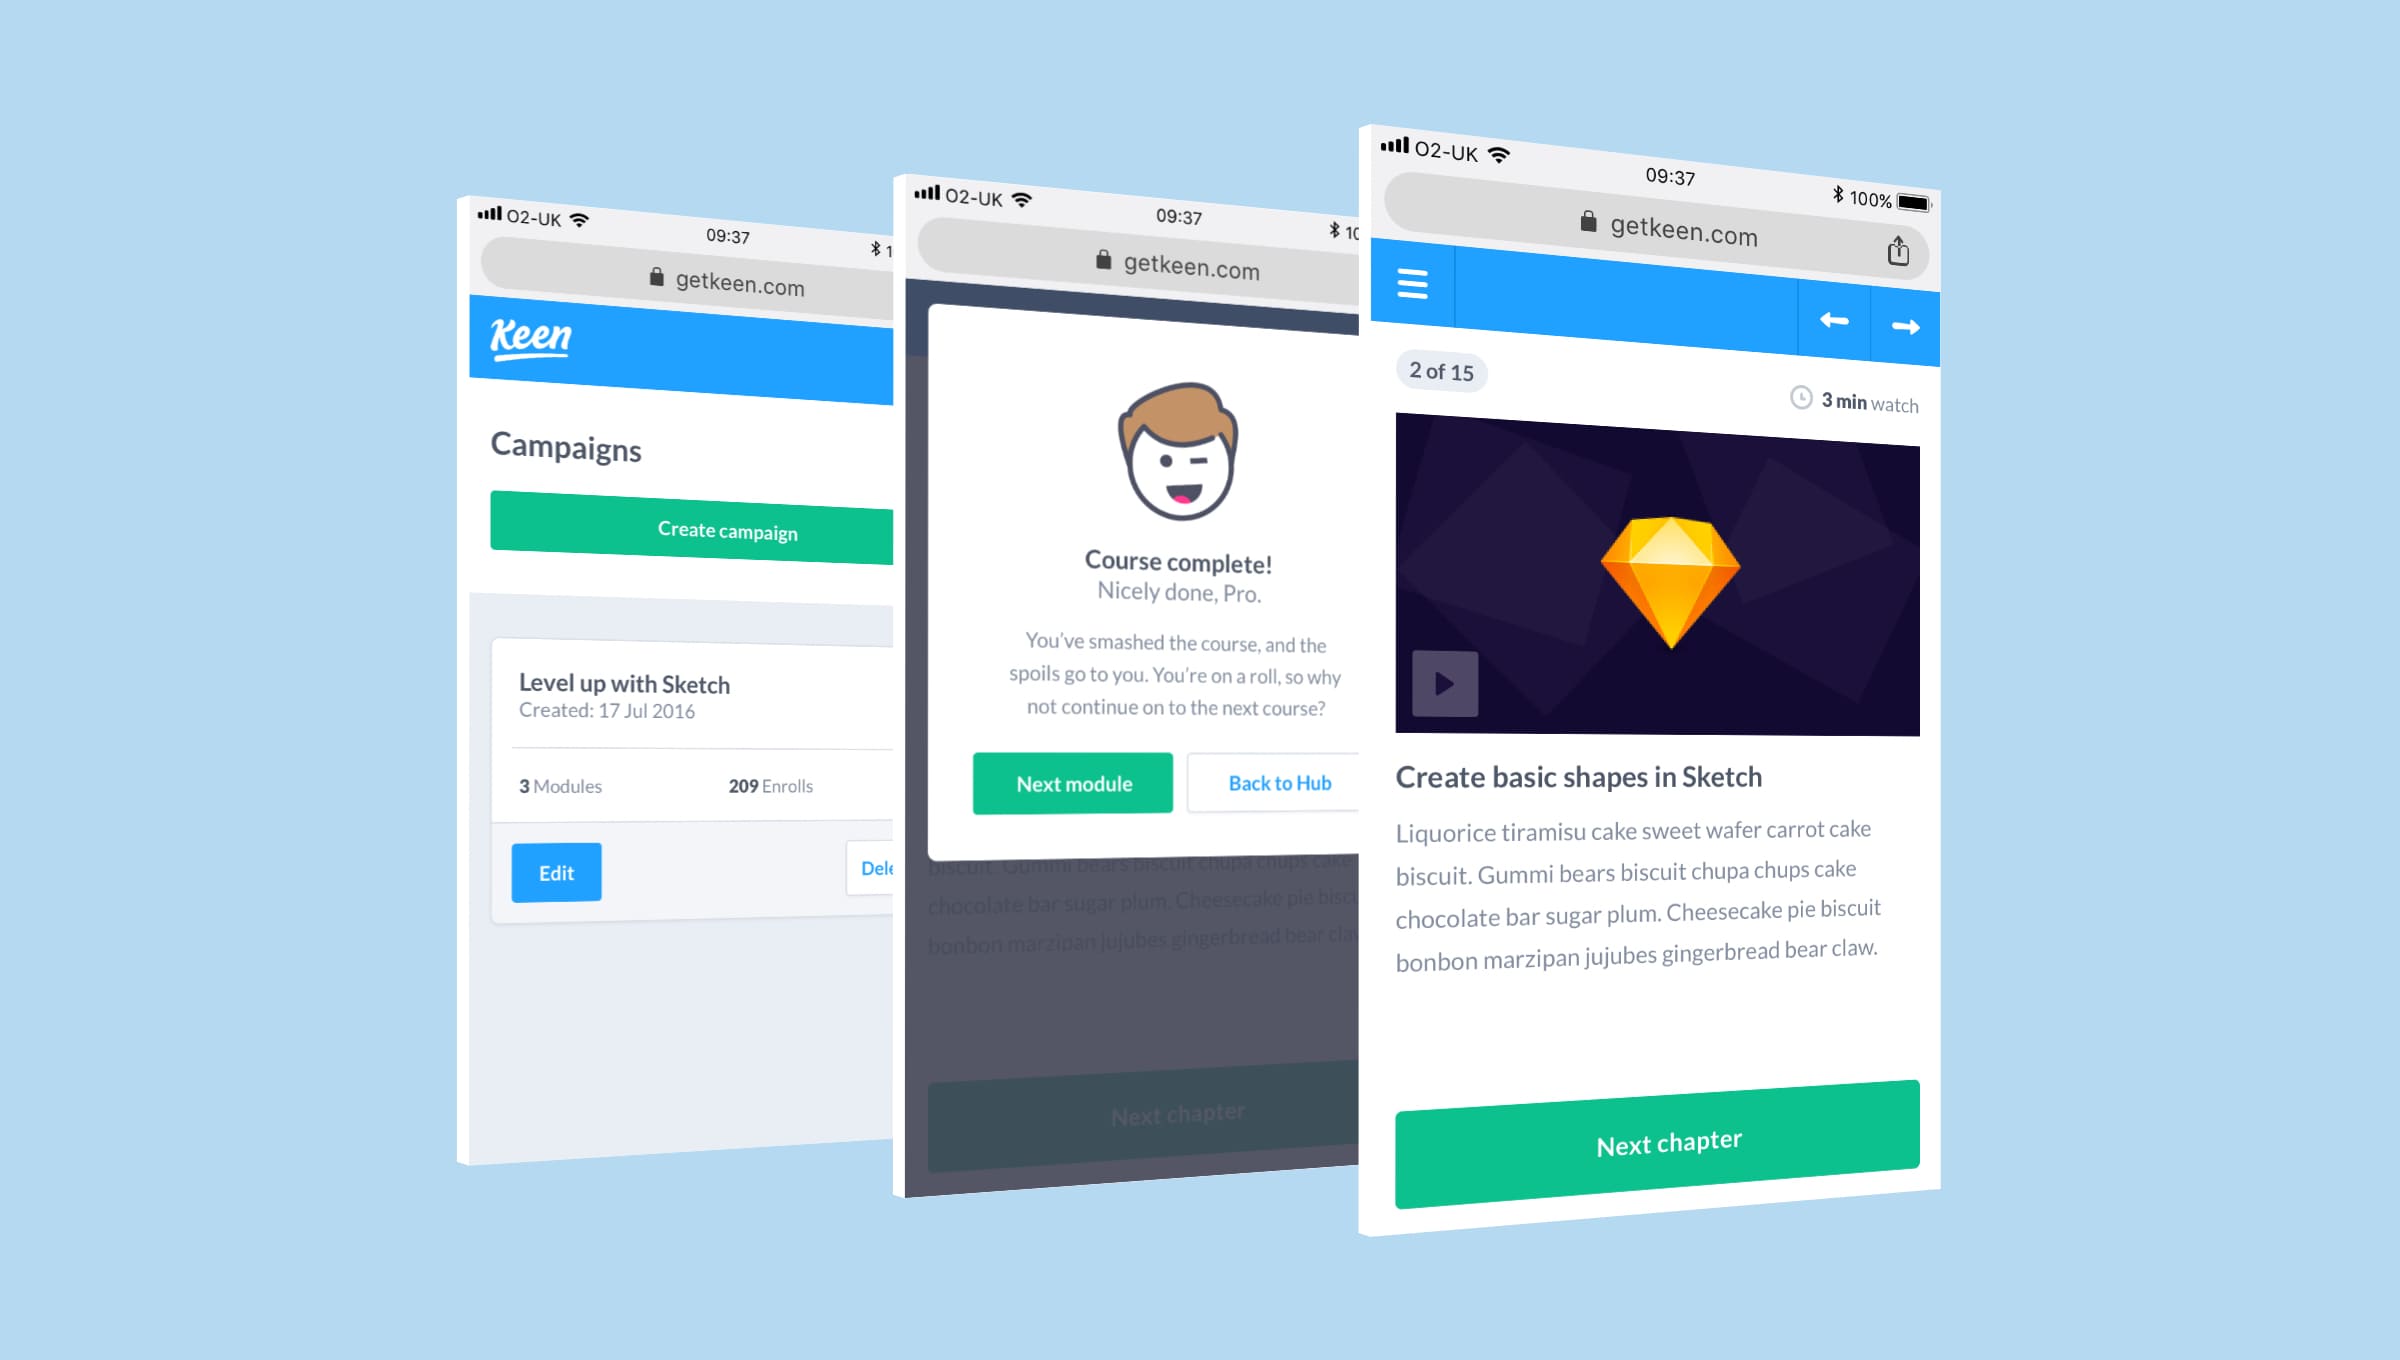 O2-UK
09:37
getkeen.com
Keen
Campaigns
Create campaign
Level up with Sketch
Created: 17 Jul 2016
3 Modules
209 Enrolls
Edit
O2-UK
09:37
getkeen.com
Course complete!
Nicely done, Pro.
You've smashed the course, and the
spoils go to you. You're on a roll, so why
not continue on to the next course?
Next module
Back to Hub
biscuit. Gummi bears biscuit chupa chups cake
chocolate bar sugar plum. Cheesecake pie
bonbon marzipan jujubes gingerbread bear
Next chapter
O2-UK
09:37
100%
getkeen.com
2 of 15
3 min watch
Create basic shapes in Sketch
Liquorice tiramisu cake sweet wafer carrot cake
biscuit. Gummi bears biscuit chupa chups cake
chocolate bar sugar plum. Cheesecake pie biscuit
bonbon marzipan jujubes gingerbread bear claw.
Next chapter